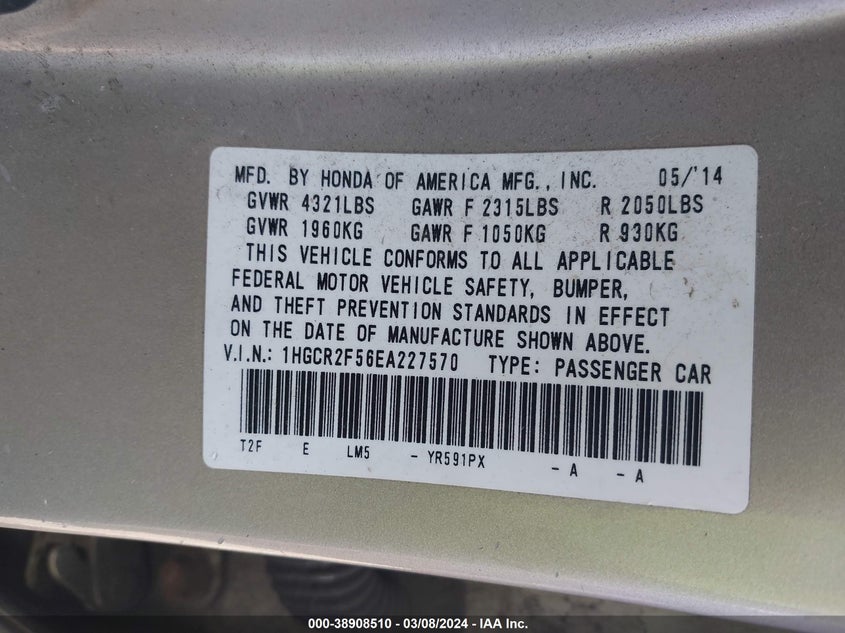 MFD. BY HONDA OF AMERICA MFG., INC. 05/'14
GVWR 4321LBS GAWR F 2315LBS R 2050LBS
GVWR 1960KG GAWR F 1050KG R 930KG
THIS VEHICLE CONFORMS TO ALL APPLICABLE
FEDERAL MOTOR VEHICLE SAFETY, BUMPER,
AND THEFT PREVENTION STANDARDS IN EFFECT
ON THE DATE OF MANUFACTURE SHOWN ABOVE.
V.I.N.: 1HGCR2F56EA227570 TYPE: PASSENGER CAR
T2F E LM5 - YR591PX - A - A
000-38908510 - 03/08/2024 - IAA Inc.